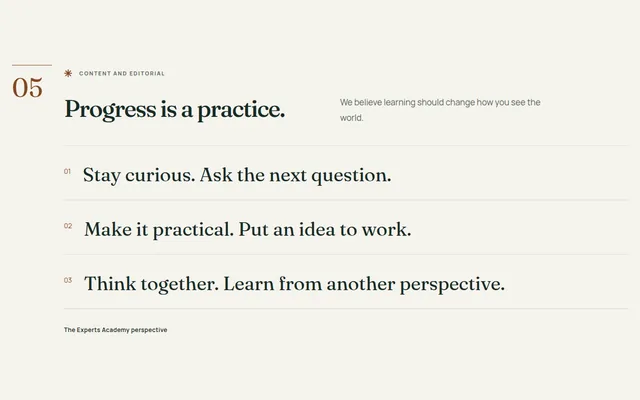 05
CONTENT AND EDITORIAL
Progress is a practice.
We believe learning should change how you see the
world.
01 Stay curious. Ask the next question.
02 Make it practical. Put an idea to work.
03 Think together. Learn from another perspective.
The Experts Academy perspective